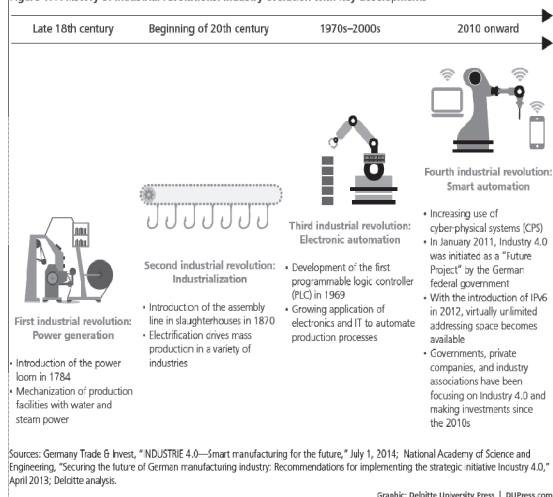 Late 18th century
Beginning of 20th century
1970s–2000s
2010 onward
First industrial revolution:
Power generation
• Introduction of the power
loom in 1784
• Mechanization of production
facilities with water and
steam power
Second industrial revolution:
Industrialization
• Introduction of the assembly
line in slaughterhouses in 1870
• Electrification crives mass
production in a variety of
industries
Third industrial revolution:
Electronic automation
• Development of the first
programmable logic controller
(PLC) in 1969
• Growing application of
electronics and IT to automate
production processes
Fourth industrial revolution:
Smart automation
• Increasing use of
cyber-physical systems (CPS)
• In January 2011, Industry 4.0
was initiated as a "Future
Project" by the German
federal government
• With the introduction of IPv6
in 2012, virtually unlimited
addressing space becomes
available
• Governments, private
companies, and industry
associations have been
focusing on Industry 4.0 and
making investments since
the 2010s
Sources: Germany Trade & Invest, "INDUSTRIE 4.0—Smart manufacturing for the future," July 1, 2014; National Academy of Science and
Engineering, "Securing the future of German manufacturing industry: Recommendations for implementing the strategic initiative Industry 4.0,"
April 2013; Deloitte analysis.
Graphic: Deloitte University Press | DUPress.com